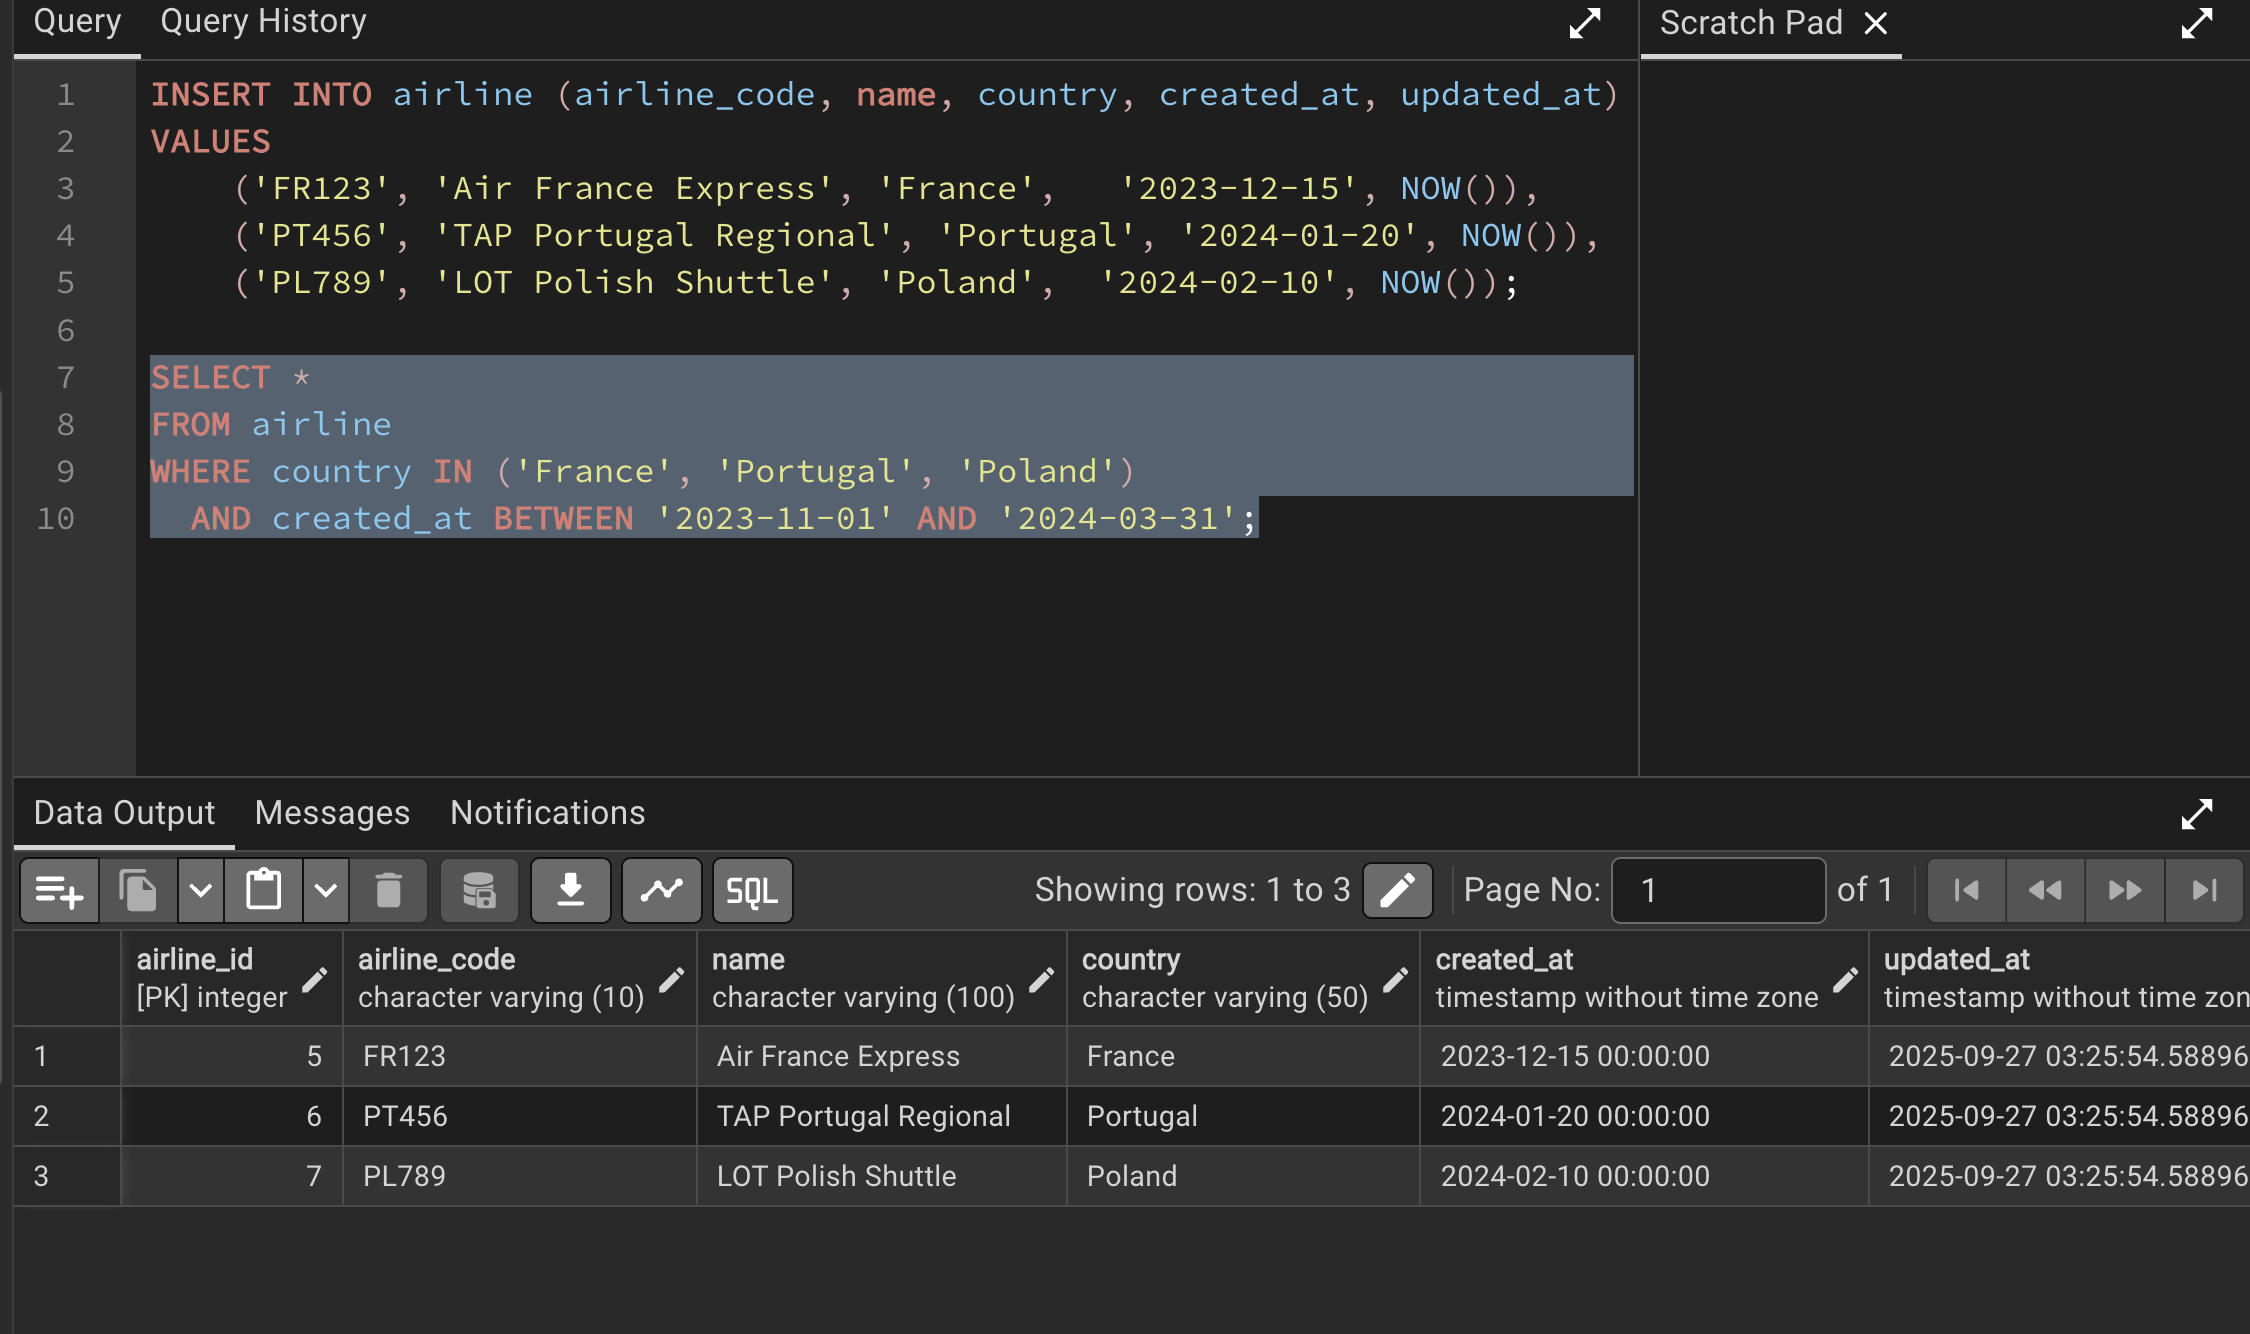 Query Query History Scratch Pad
1 INSERT INTO airline (airline_code, name, country, created_at, updated_at)
2 VALUES
3 ('FR123', 'Air France Express', 'France', '2023-12-15', NOW()),
4 ('PT456', 'TAP Portugal Regional', 'Portugal', '2024-01-20', NOW()),
5 ('PL789', 'LOT Polish Shuttle', 'Poland', '2024-02-10', NOW());
6
7 SELECT *
8 FROM airline
9 WHERE country IN ('France', 'Portugal', 'Poland')
10 AND created_at BETWEEN '2023-11-01' AND '2024-03-31';
Data Output Messages Notifications
SQL Showing rows: 1 to 3 Page No: 1 of 1
airline_id airline_code name country created_at updated_at
[PK] integer character varying (10) character varying (100) character varying (50) timestamp without time zone timestamp without time zon
1 5 FR123 Air France Express France 2023-12-15 00:00:00 2025-09-27 03:25:54.58896
2 6 PT456 TAP Portugal Regional Portugal 2024-01-20 00:00:00 2025-09-27 03:25:54.58896
3 7 PL789 LOT Polish Shuttle Poland 2024-02-10 00:00:00 2025-09-27 03:25:54.58896